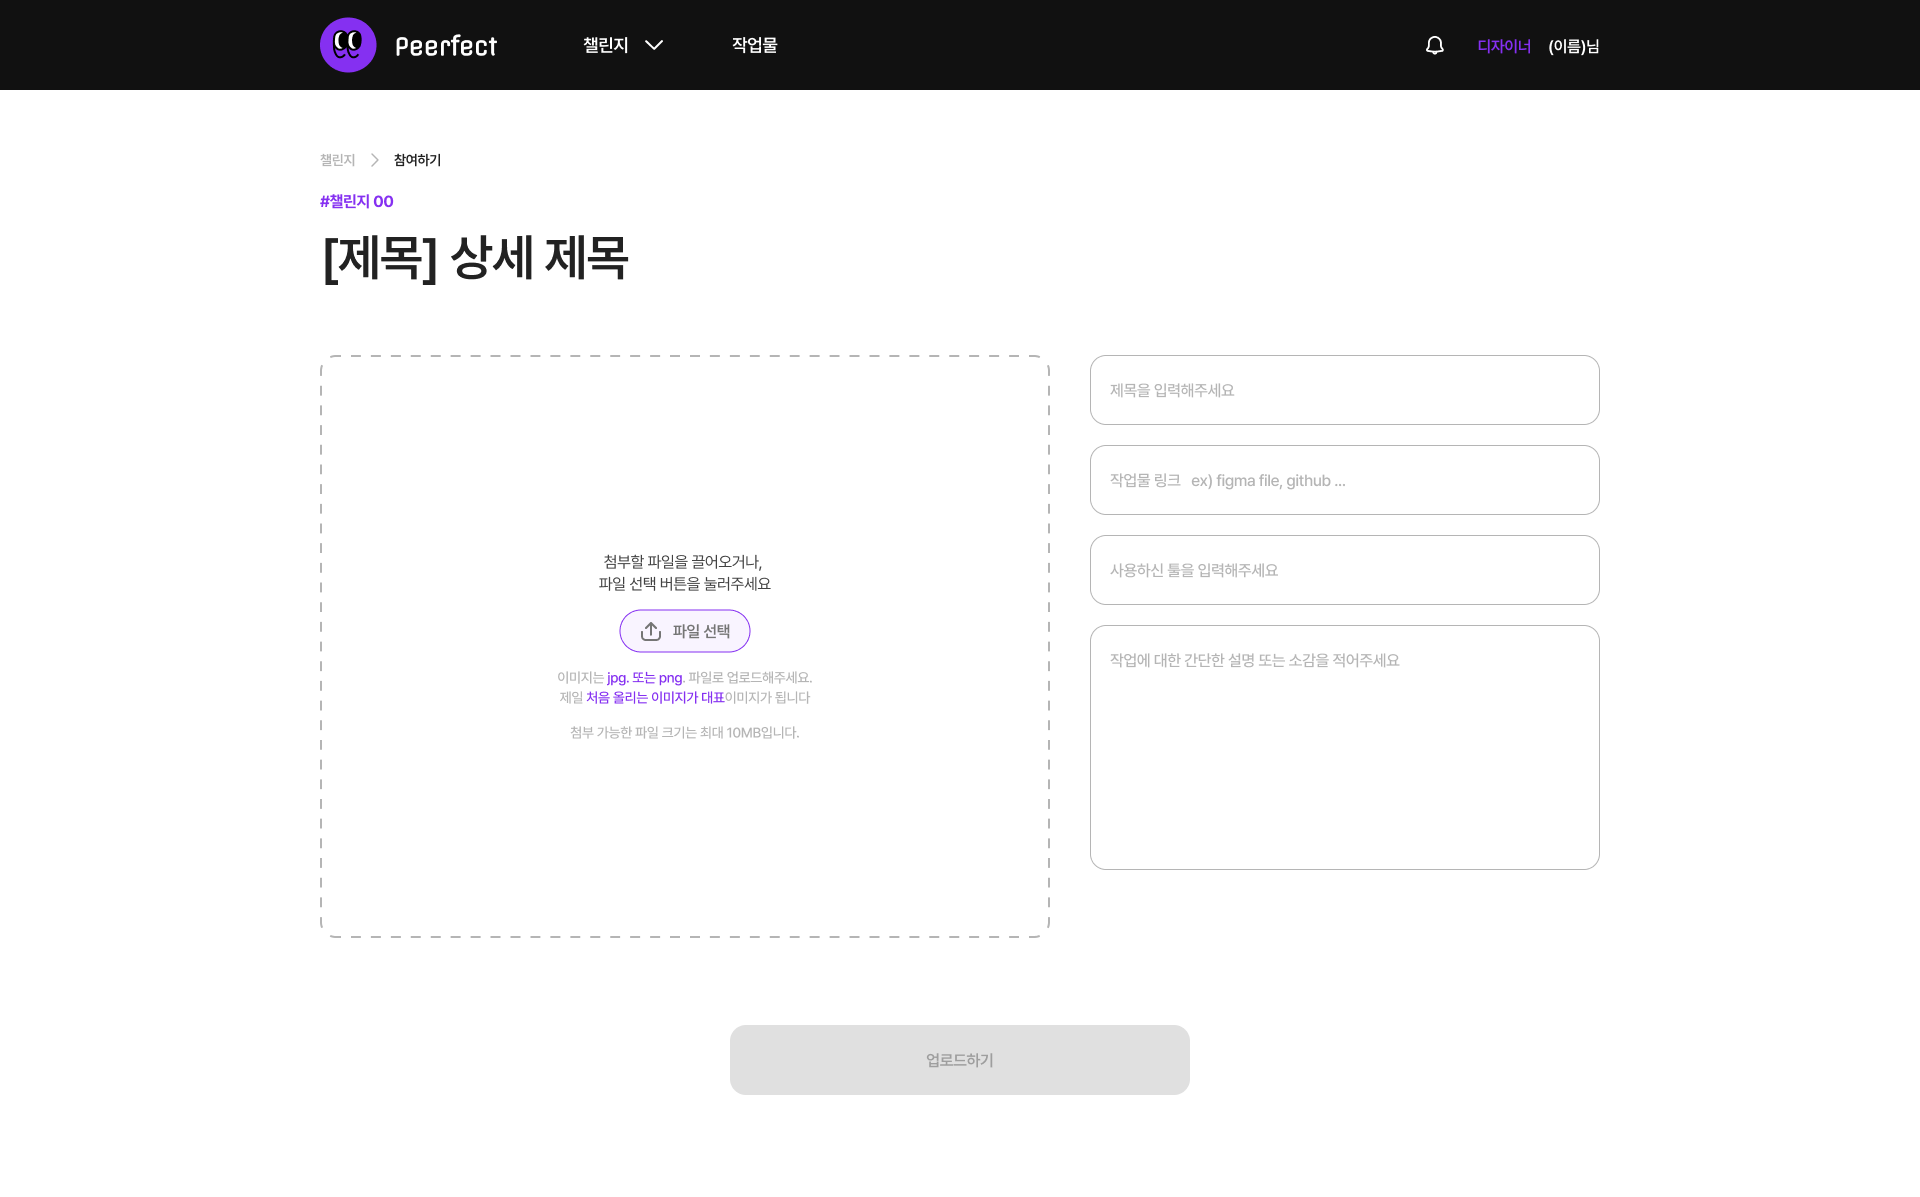 Peerfect
챌린지
작업물
디자이너 (이름)님
챌린지 참여하기
#챌린지 00
[제목] 상세 제목
첨부할 파일을 끌어오거나,
파일 선택 버튼을 눌러주세요
파일 선택
이미지는 jpg. 또는 png. 파일로 업로드해주세요.
제일 처음 올리는 이미지가 대표이미지가 됩니다
첨부 가능한 파일 크기는 최대 10MB입니다.
제목을 입력해주세요
작업물 링크 ex) figma file, github ...
사용하신 툴을 입력해주세요
작업에 대한 간단한 설명 또는 소감을 적어주세요
업로드하기